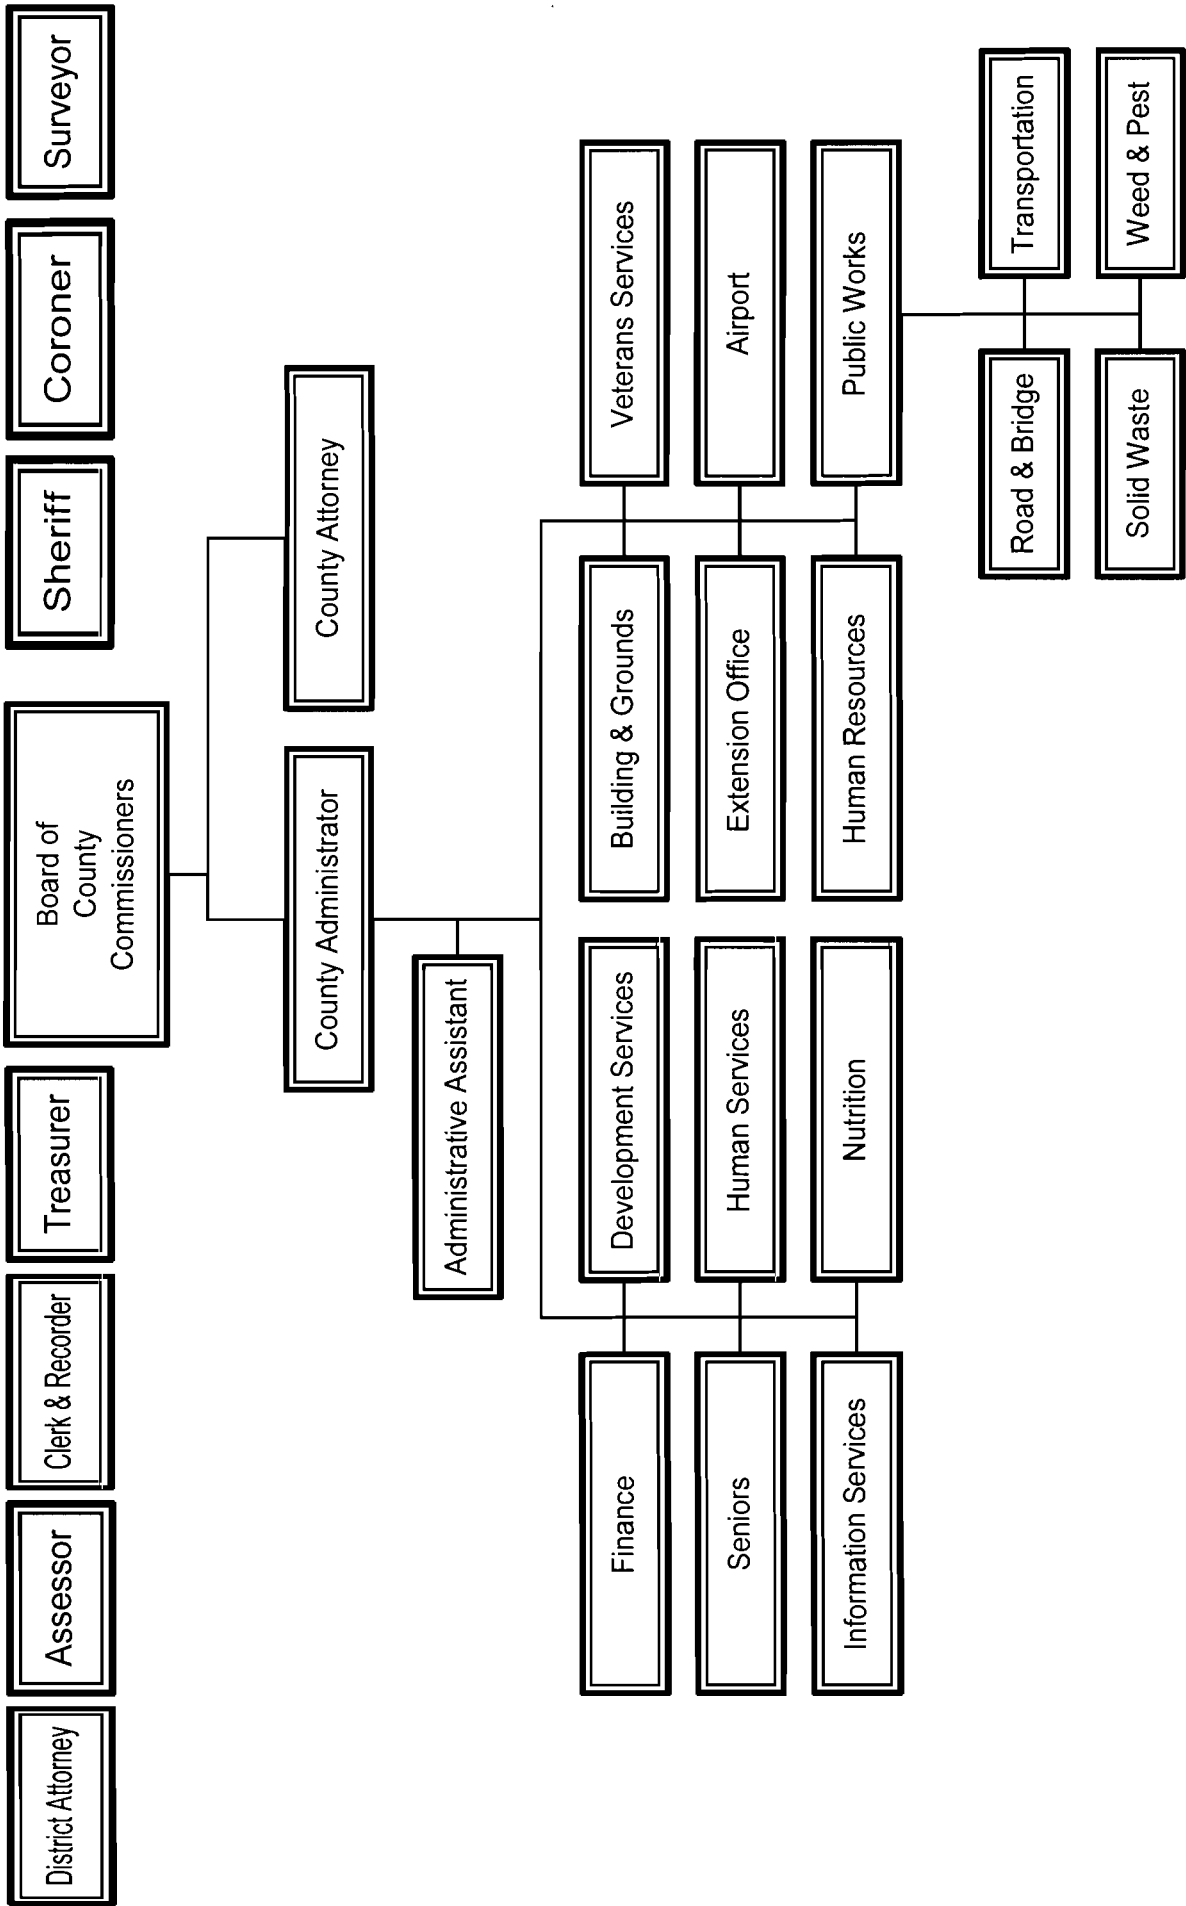 District Attorney
Assessor
Clerk & Recorder
Treasurer
Board of
County
Commissioners
Sheriff
Coroner
Surveyor
County Administrator
County Attorney
Administrative Assistant
Finance
Development Services
Building & Grounds
Veterans Services
Seniors
Human Services
Extension Office
Airport
Information Services
Nutrition
Human Resources
Public Works
Road & Bridge
Transportation
Solid Waste
Weed & Pest